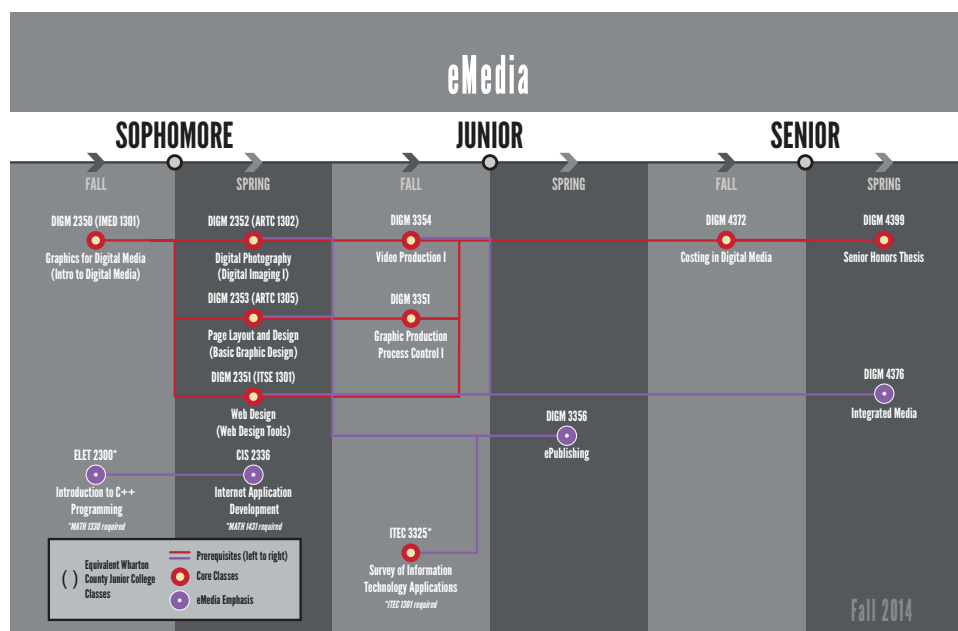 eMedia
SOPHOMORE
JUNIOR
SENIOR
FALL
SPRING
FALL
SPRING
FALL
SPRING
DIGM 2350 (IMED 1301)
Graphics for Digital Media
(Intro to Digital Media)
DIGM 2352 (ARTC 1302)
Digital Photography
(Digital Imaging I)
DIGM 3354
Video Production I
DIGM 4372
Costing in Digital Media
DIGM 4399
Senior Honors Thesis
DIGM 2353 (ARTC 1305)
Page Layout and Design
(Basic Graphic Design)
DIGM 3351
Graphic Production
Process Control I
DIGM 2351 (ITSE 1301)
Web Design
(Web Design Tools)
DIGM 4376
Integrated Media
DIGM 3356
ePublishing
ELET 2300*
Introduction to C++
Programming
*MATH 1330 required
CIS 2336
Internet Application
Development
*MATH 1431 required
ITEC 3325*
Survey of Information
Technology Applications
*ITEC 1301 required
( )
Equivalent Wharton
County Junior College
Classes
Prerequisites (left to right)
Core Classes
eMedia Emphasis
Fall 2014